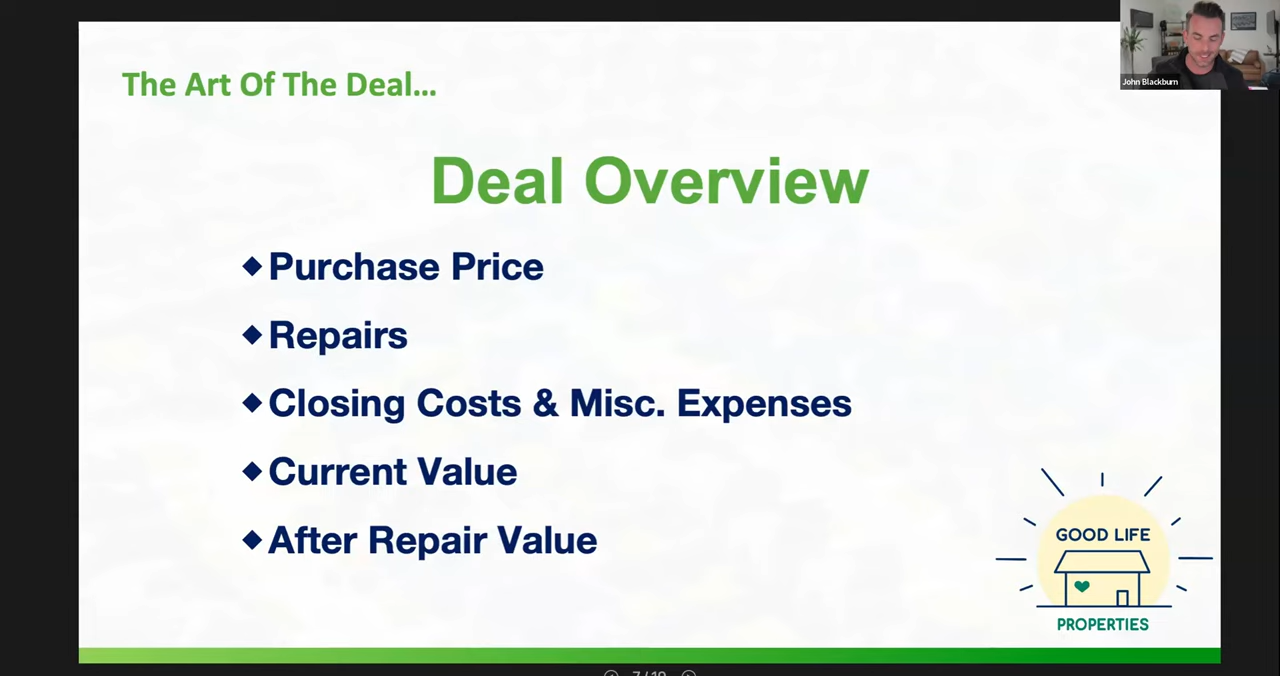 The Art Of The Deal...
John Blackburn
Deal Overview
◆Purchase Price
◆Repairs
◆Closing Costs & Misc. Expenses
◆Current Value
◆After Repair Value
GOOD LIFE
PROPERTIES